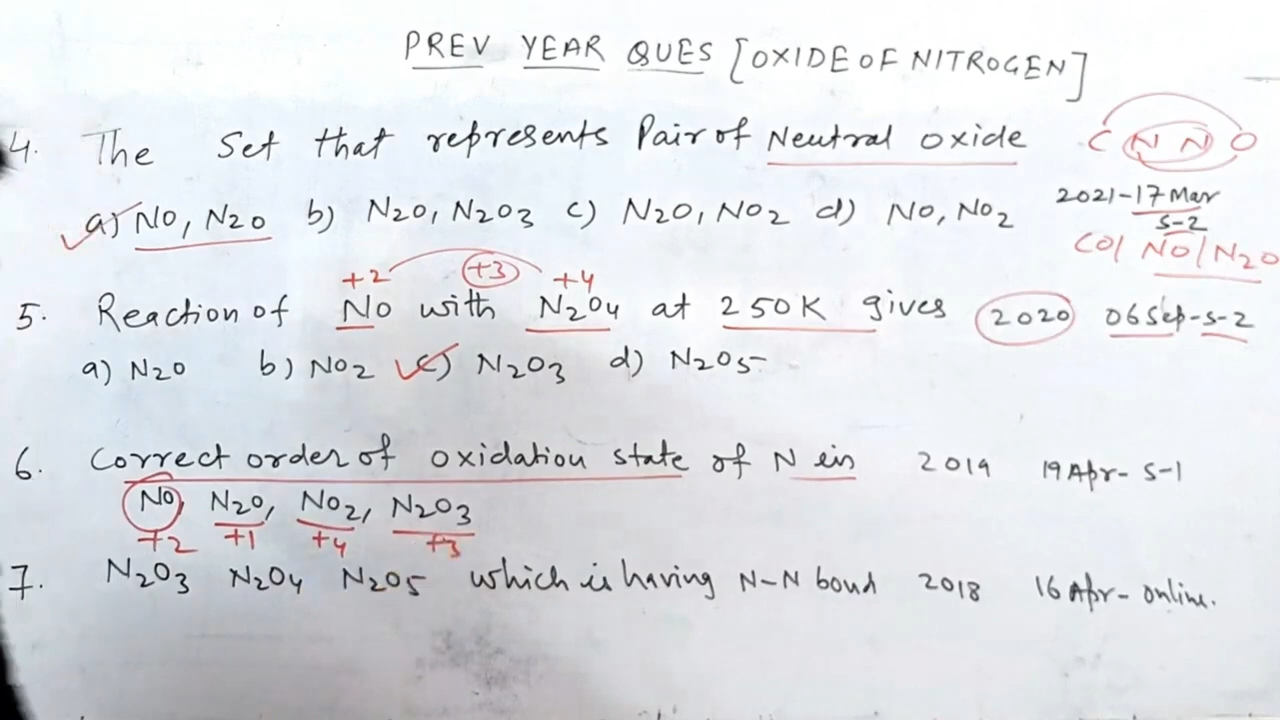 PREV YEAR QUES [OXIDE OF NITROGEN]
4. The Set that represents Pair of Neutral oxide C N N O
a) NO, N2O b) N2O, N2O3 c) N2O, NO2 d) NO, NO2 2021-17 Mar
S-2
CO/ NO/N2O
+2 +3 +4
5. Reaction of NO with N2O4 at 250K gives 2020 06 Sep-S-2
a) N2O b) NO2 c) N2O3 d) N2O5
6. Correct order of oxidation state of N in 2019 19 Apr- S-1
NO, N2O, NO2, N2O3
+2 +1 +4 +3
7. N2O3 N2O4 N2O5 which is having N-N bond 2018 16 Apr- online.